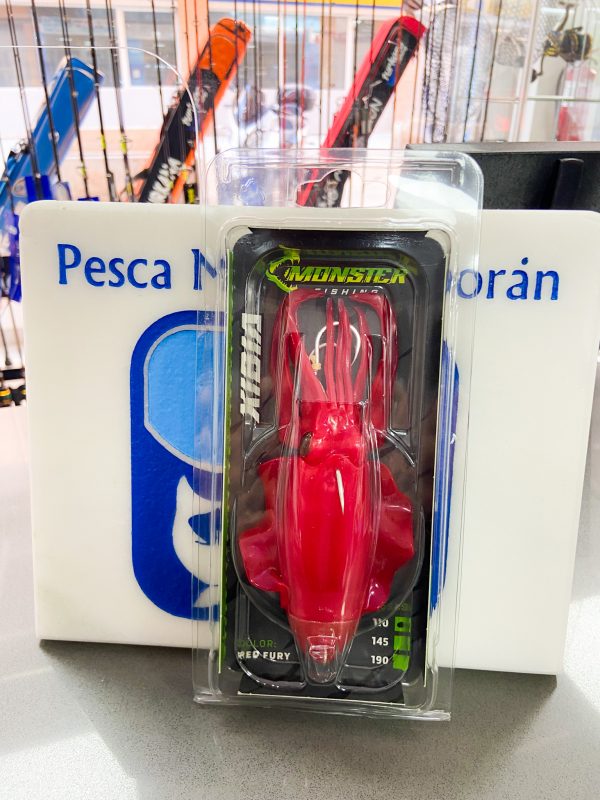 Pesca
orán
MONSTER
FISHING
COLOR:
RED FURY
110
145
190